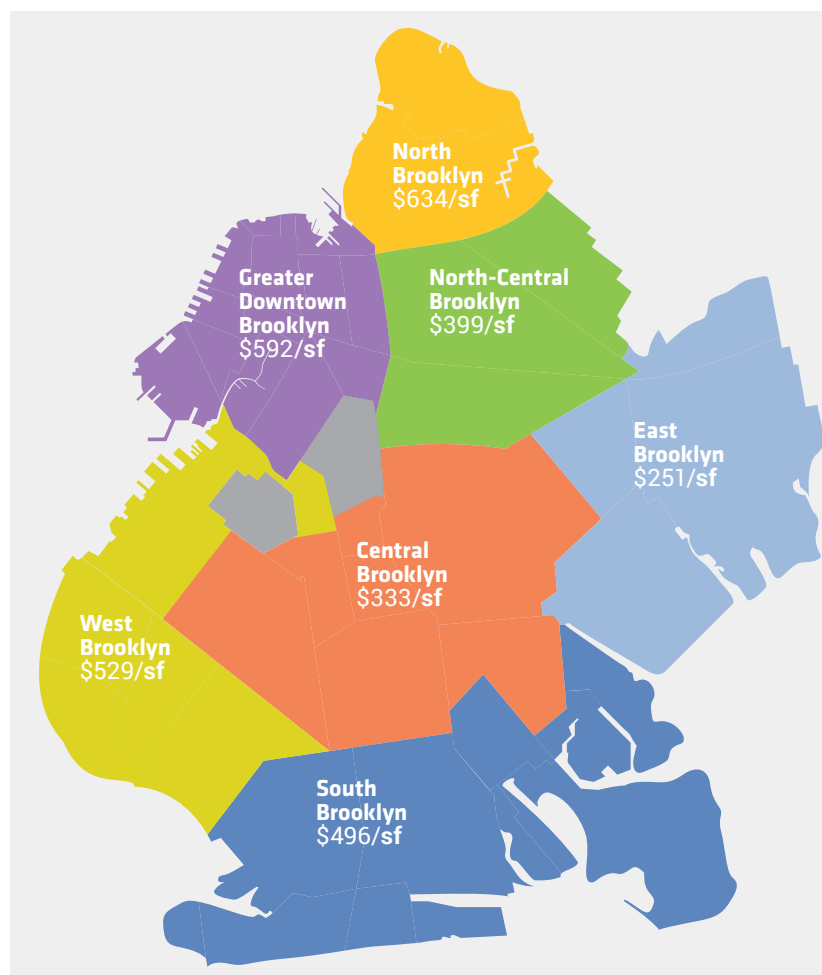 North
Brooklyn
$634/sf
Greater
Downtown
Brooklyn
$592/sf
North-Central
Brooklyn
$399/sf
East
Brooklyn
$251/sf
Central
Brooklyn
$333/sf
West
Brooklyn
$529/sf
South
Brooklyn
$496/sf